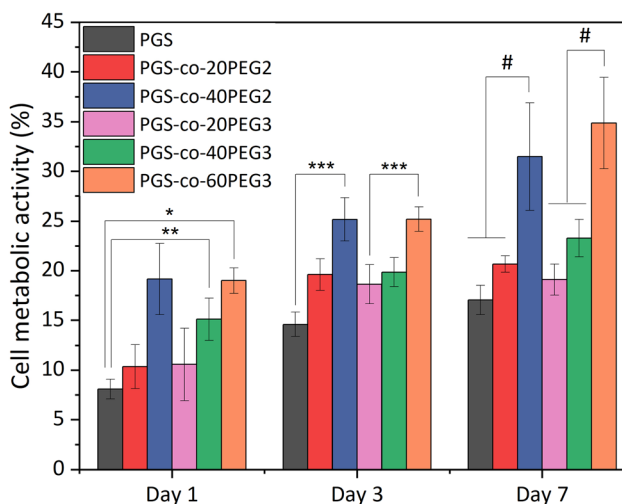 45
40
35
30
25
20
15
10
5
0
Cell metabolic activity (%)
PGS
PGS-co-20PEG2
PGS-co-40PEG2
PGS-co-20PEG3
PGS-co-40PEG3
PGS-co-60PEG3
*
**
***
***
#
#
Day 1
Day 3
Day 7